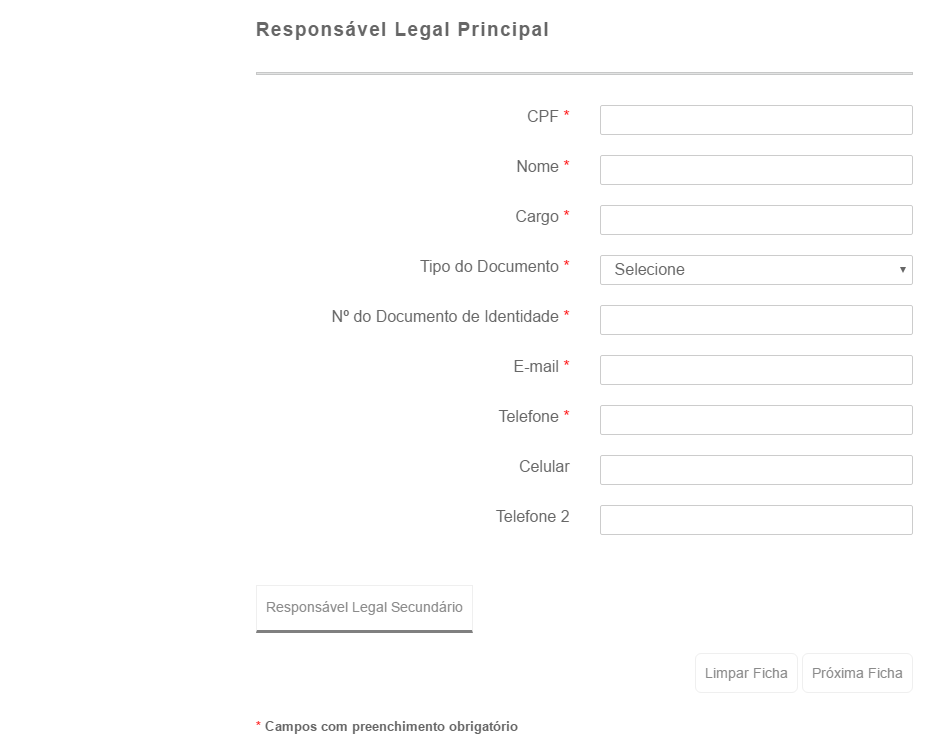 Responsável Legal Principal
CPF *
Nome *
Cargo *
Tipo do Documento * Selecione
Nº do Documento de Identidade *
E-mail *
Telefone *
Celular
Telefone 2
Responsável Legal Secundário
Limpar Ficha Próxima Ficha
* Campos com preenchimento obrigatório